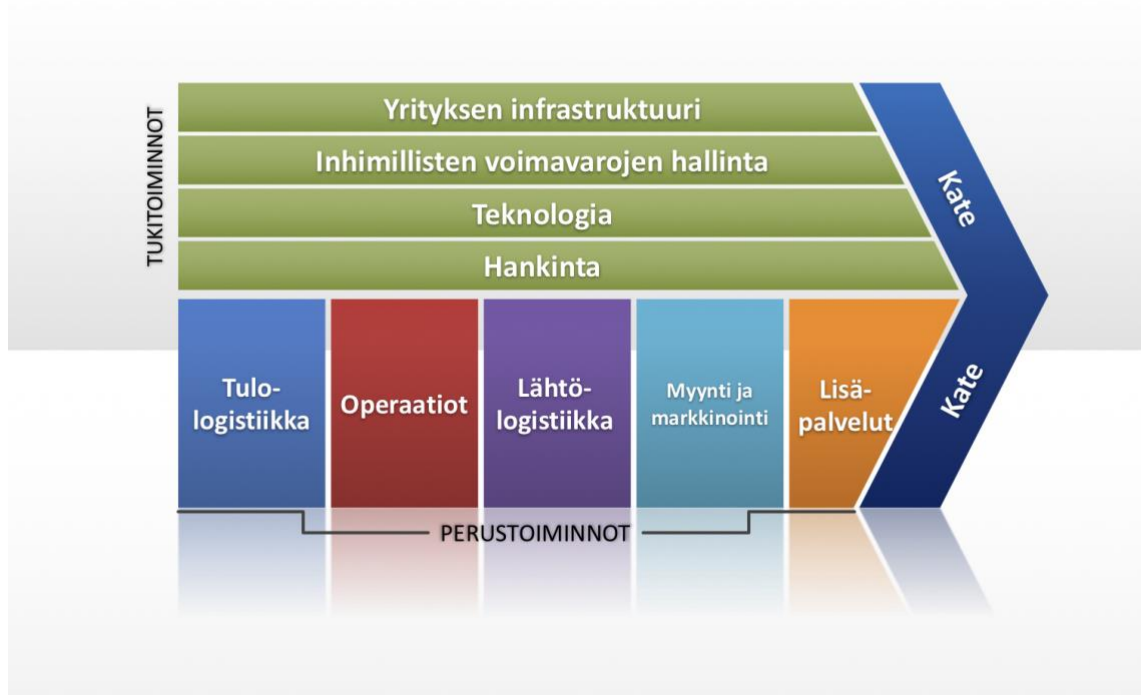 TUKITOIMINNOT
Yrityksen infrastruktuuri
Inhimillisten voimavarojen hallinta
Teknologia
Hankinta
Kate
Kate
Tulo-
logistiikka
Operaatiot
Lähtö-
logistiikka
Myynti ja
markkinointi
Lisä-
palvelut
PERUSTOIMINNOT